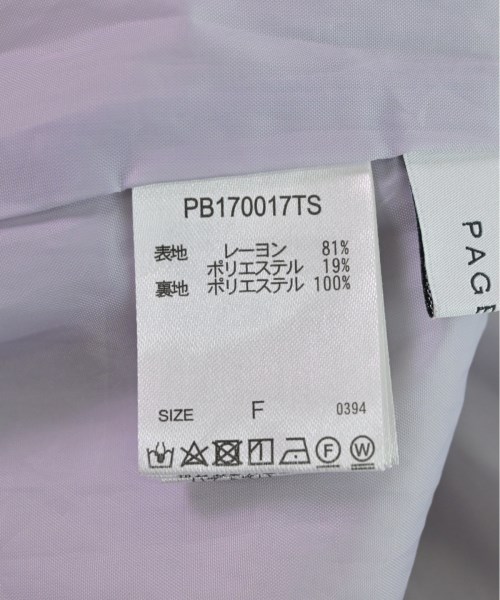 PB170017TS
表地 レーヨン 81%
ポリエステル 19%
裏地 ポリエステル 100%
SIZE F 0394
F W
PAGE